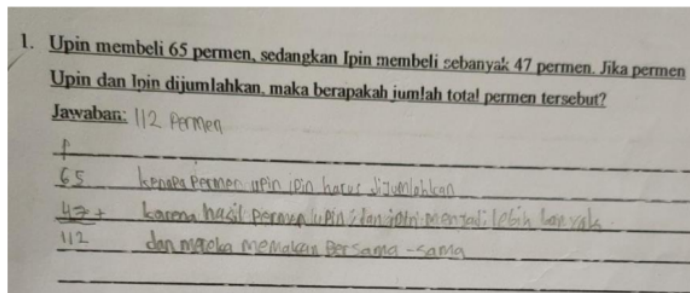 1. Upin membeli 65 permen, sedangkan Ipin membeli sebanyak 47 permen. Jika permen
Upin dan Ipin dijumlahkan, maka berapakah jumlah total permen tersebut?
Jawaban: 112 Permen
1
65 kenapa permen upin ipin harus dijumlahkan
47 + karena hasil permen upin dan ipin menjadi lebih banyak
112 dan mereka memakan bersama-sama